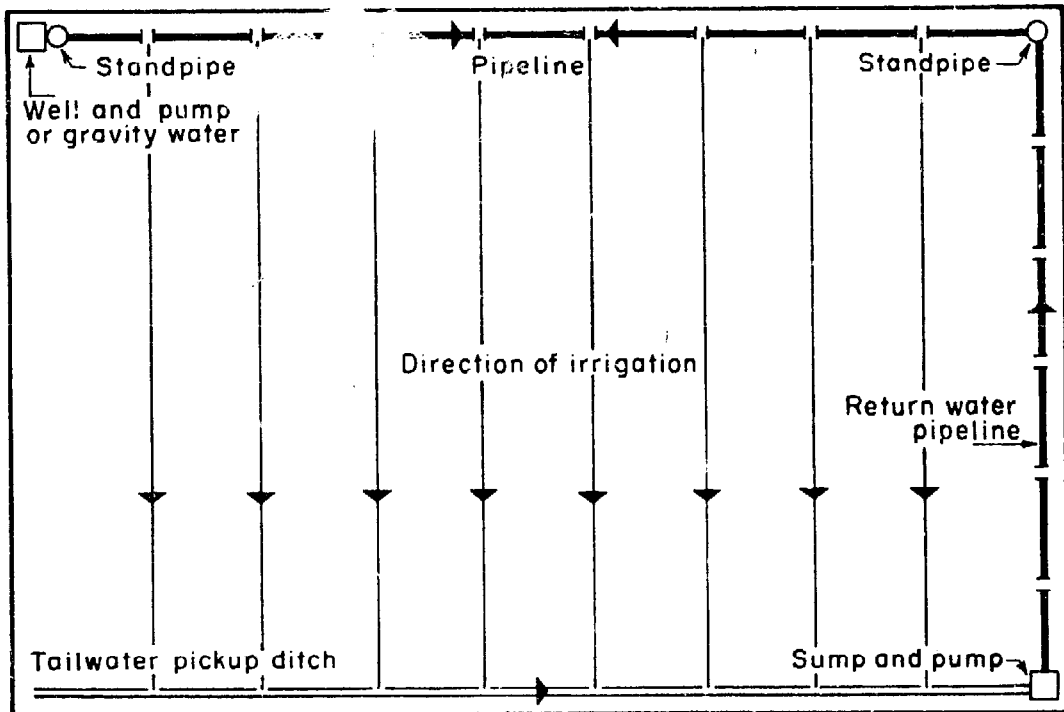 Standpipe
Pipeline
Standpipe
Well and pump
or gravity water
Direction of irrigation
Return water
pipeline
Tailwater pickup ditch
Sump and pump